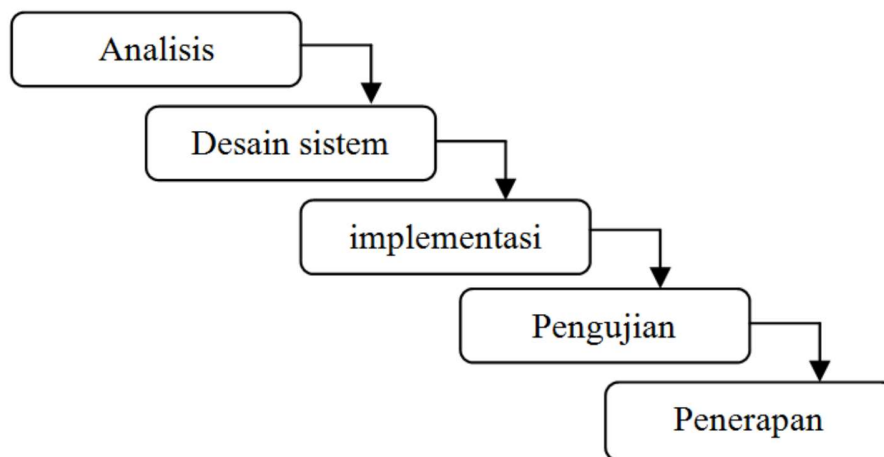 Analisis
Desain sistem
implementasi
Pengujian
Penerapan